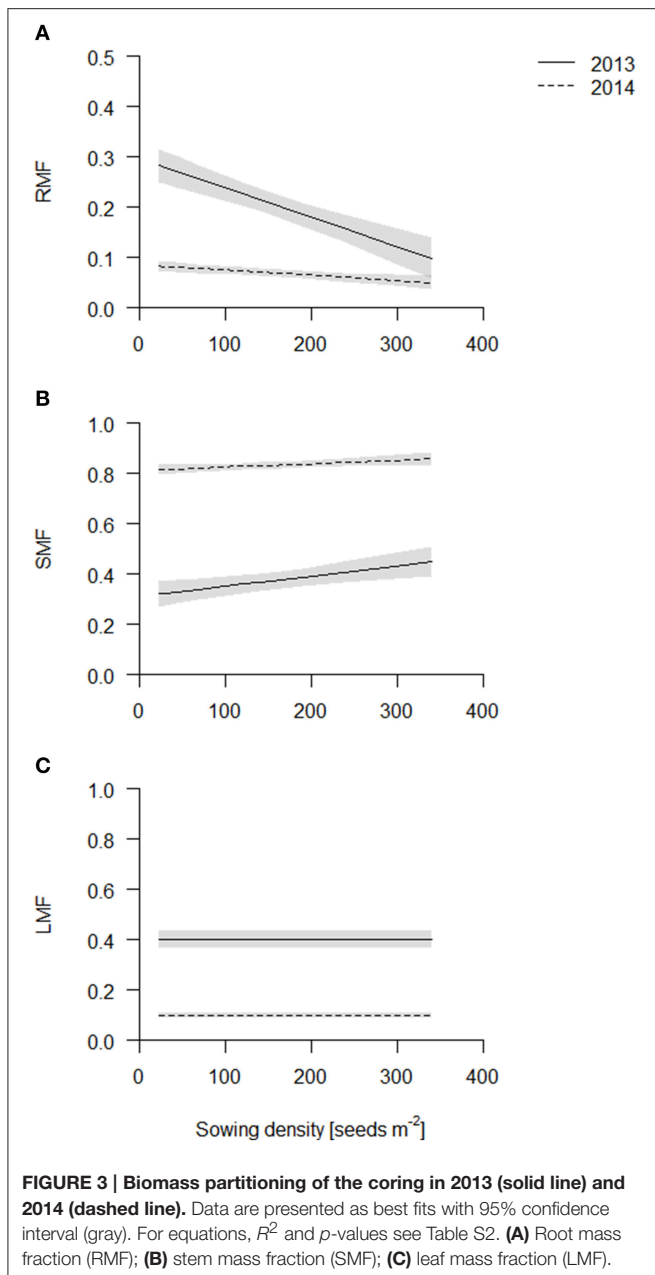 A
2013
2014
0.5
0.4
0.3
0.2
0.1
0.0
RMF
0 100 200 300 400
B
1.0
0.8
0.6
0.4
0.2
0.0
SMF
0 100 200 300 400
C
1.0
0.8
0.6
0.4
0.2
0.0
LMF
0 100 200 300 400
Sowing density [seeds m⁻²]
FIGURE 3 | Biomass partitioning of the coring in 2013 (solid line) and
2014 (dashed line). Data are presented as best fits with 95% confidence
interval (gray). For equations, R² and p-values see Table S2. (A) Root mass
fraction (RMF); (B) stem mass fraction (SMF); (C) leaf mass fraction (LMF).